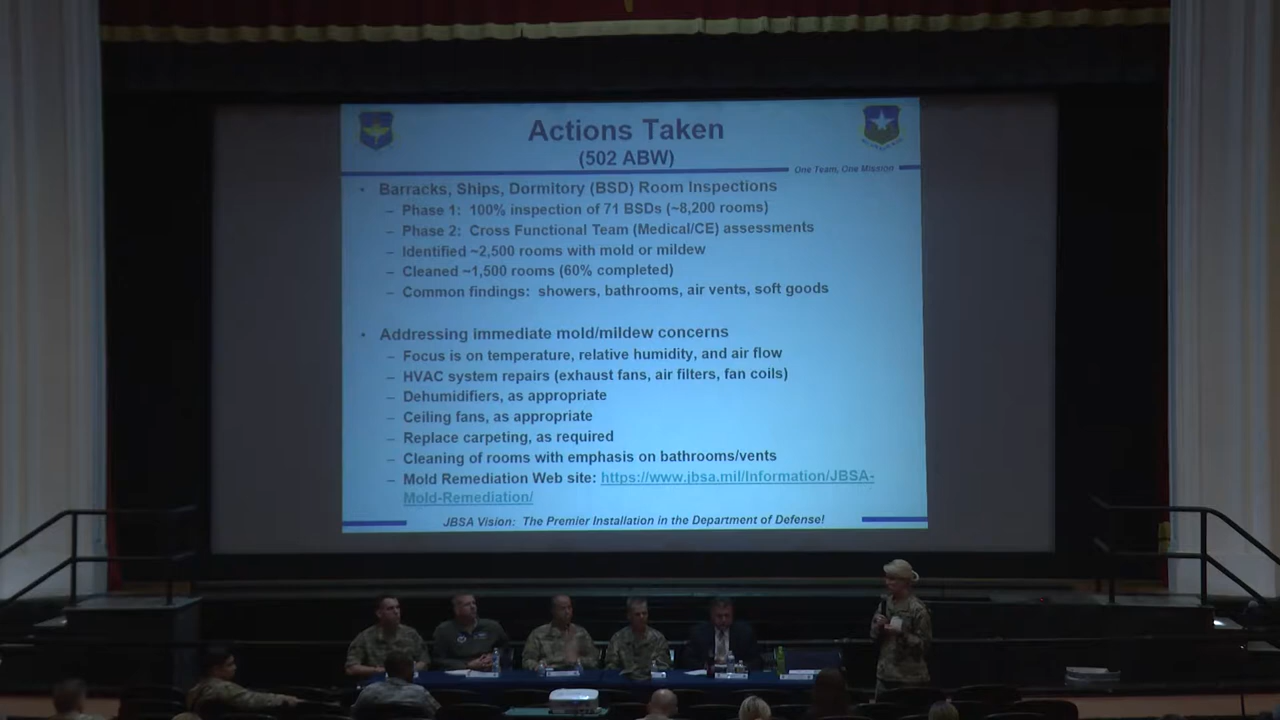 Actions Taken
(502 ABW)
One Team, One Mission
• Barracks, Ships, Dormitory (BSD) Room Inspections
– Phase 1: 100% inspection of 71 BSDs (~8,200 rooms)
– Phase 2: Cross Functional Team (Medical/CE) assessments
– Identified ~2,500 rooms with mold or mildew
– Cleaned ~1,500 rooms (60% completed)
– Common findings: showers, bathrooms, air vents, soft goods
• Addressing immediate mold/mildew concerns
– Focus is on temperature, relative humidity, and air flow
– HVAC system repairs (exhaust fans, air filters, fan coils)
– Dehumidifiers, as appropriate
– Ceiling fans, as appropriate
– Replace carpeting, as required
– Cleaning of rooms with emphasis on bathrooms/vents
– Mold Remediation Web site: https://www.jbsa.mil/Information/JBSA-
Mold-Remediation/
JBSA Vision: The Premier Installation in the Department of Defense!